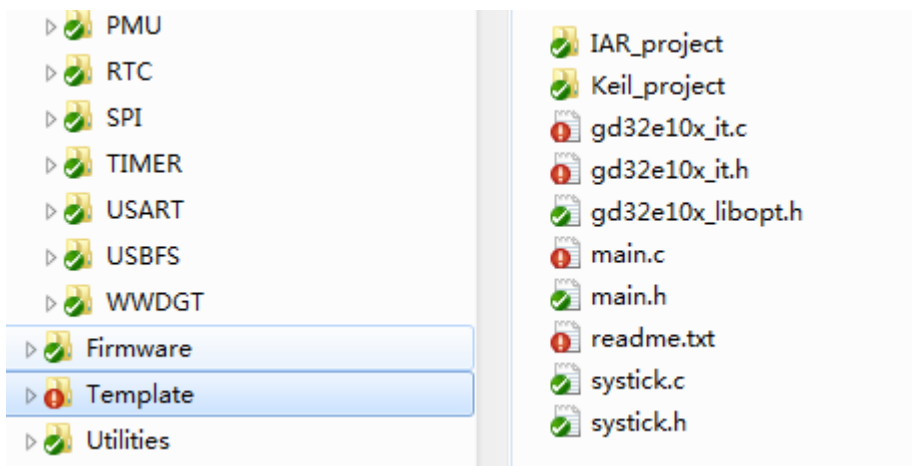 PMU
RTC
SPI
TIMER
USART
USBFS
WWDGT
Firmware
Template
Utilities
IAR_project
Keil_project
gd32e10x_it.c
gd32e10x_it.h
gd32e10x_libopt.h
main.c
main.h
readme.txt
systick.c
systick.h